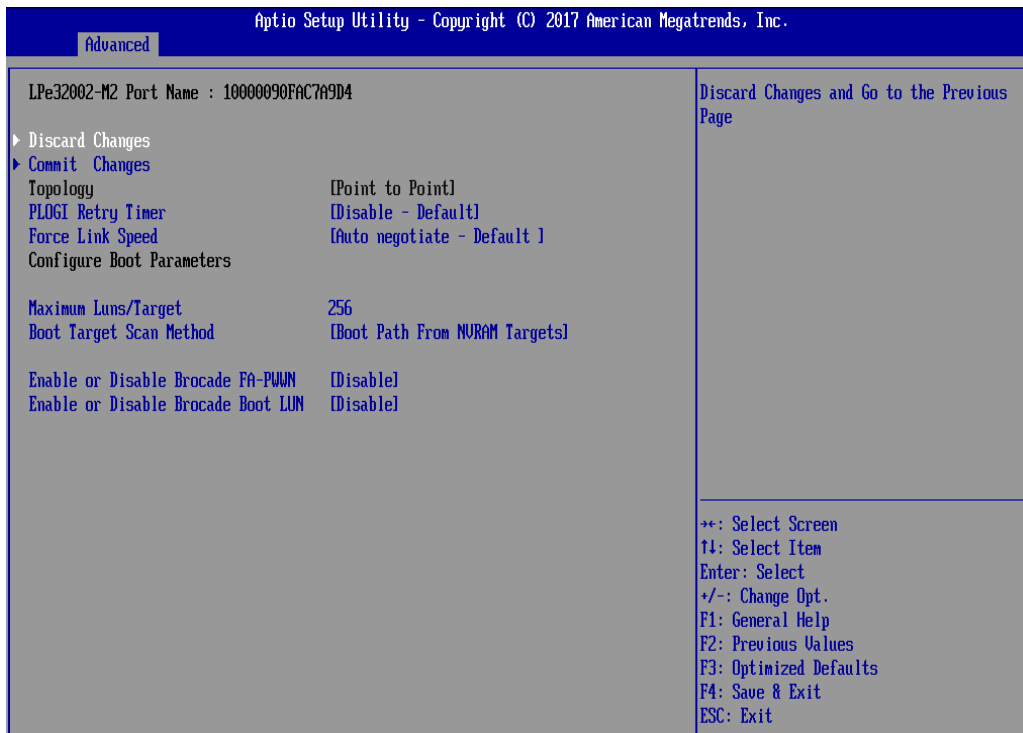 Aptio Setup Utility - Copyright (C) 2017 American Megatrends, Inc.
Advanced
LPe32002-M2 Port Name : 10000090FAC7A9D4
Discard Changes
Commit Changes
Topology [Point to Point]
PLOGI Retry Timer [Disable - Default]
Force Link Speed [Auto negotiate - Default ]
Configure Boot Parameters
Maximum Luns/Target 256
Boot Target Scan Method [Boot Path From NVRAM Targets]
Enable or Disable Brocade FA-PWWN [Disable]
Enable or Disable Brocade Boot LUN [Disable]
Discard Changes and Go to the Previous
Page
→←: Select Screen
↑↓: Select Item
Enter: Select
+/-: Change Opt.
F1: General Help
F2: Previous Values
F3: Optimized Defaults
F4: Save & Exit
ESC: Exit